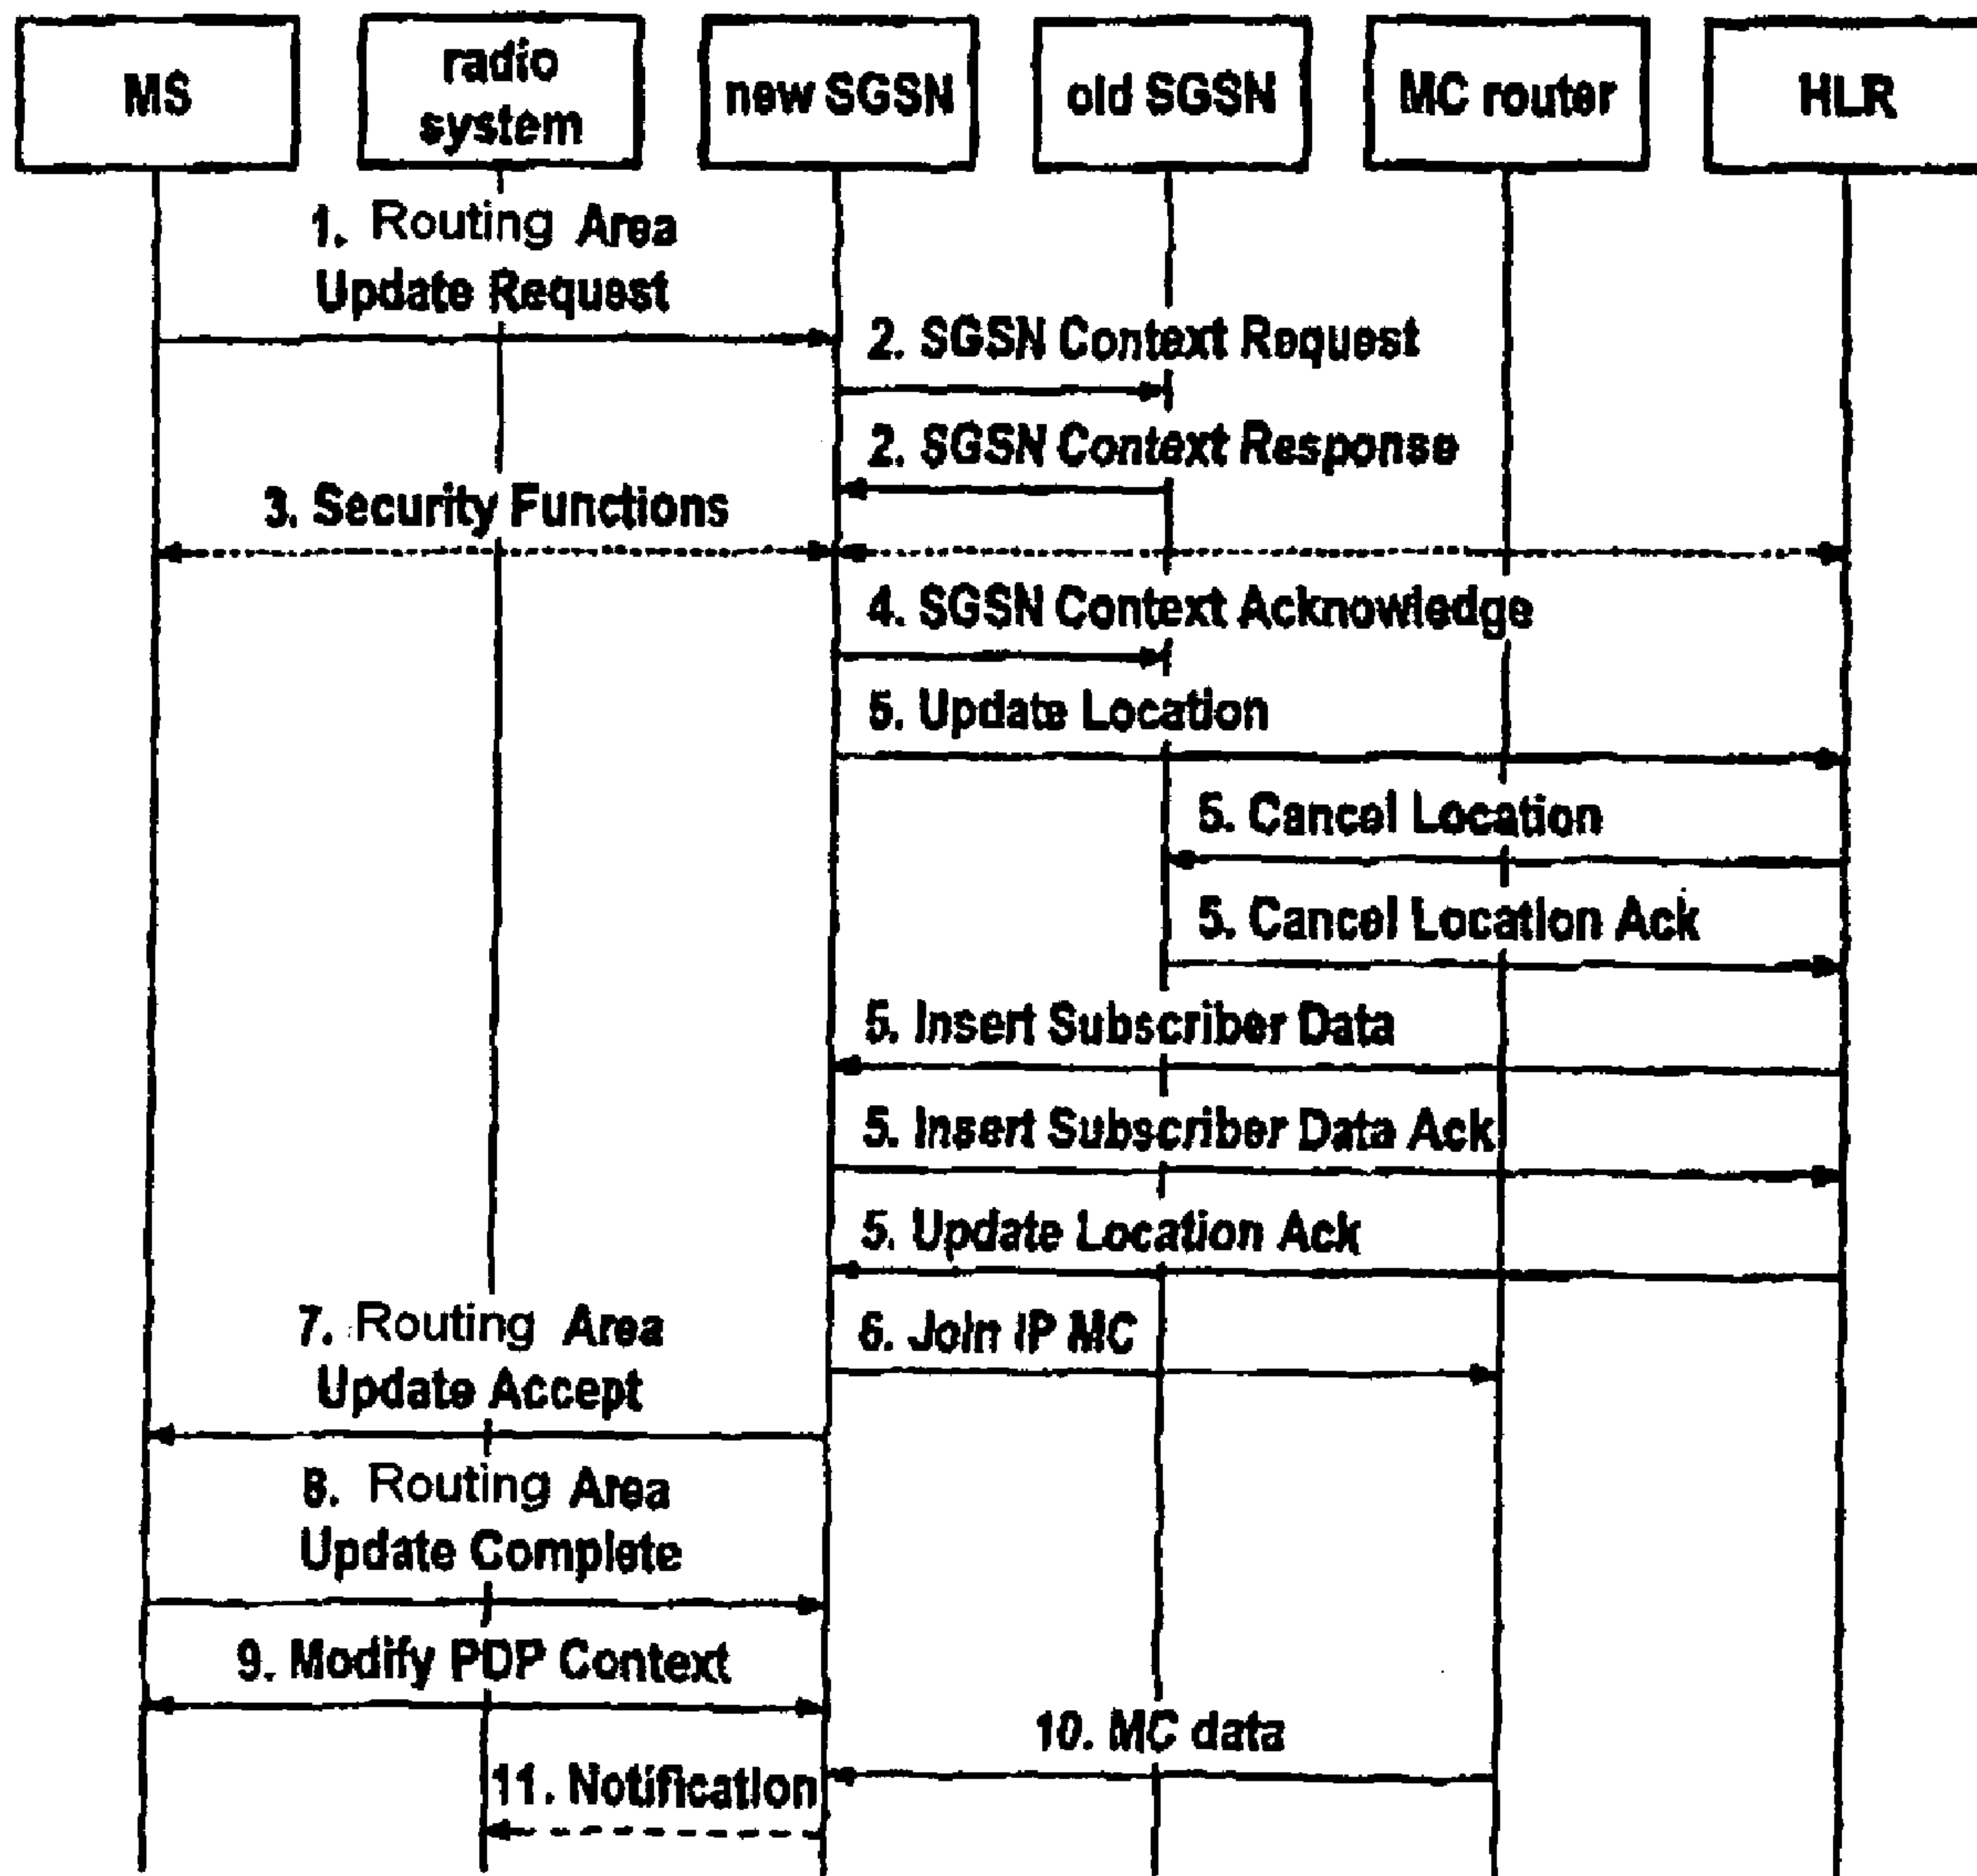 MS
radio
system
new SGSN
old SGSN
MC router
HLR
1. Routing Area
Update Request
2. SGSN Context Request
2. SGSN Context Response
3. Security Functions
4. SGSN Context Acknowledge
5. Update Location
5. Cancel Location
5. Cancel Location Ack
5. Insert Subscriber Data
5. Insert Subscriber Data Ack
5. Update Location Ack
7. Routing Area
Update Accept
6. Join IP MC
8. Routing Area
Update Complete
9. Modify PDP Context
10. MC data
11. Notification